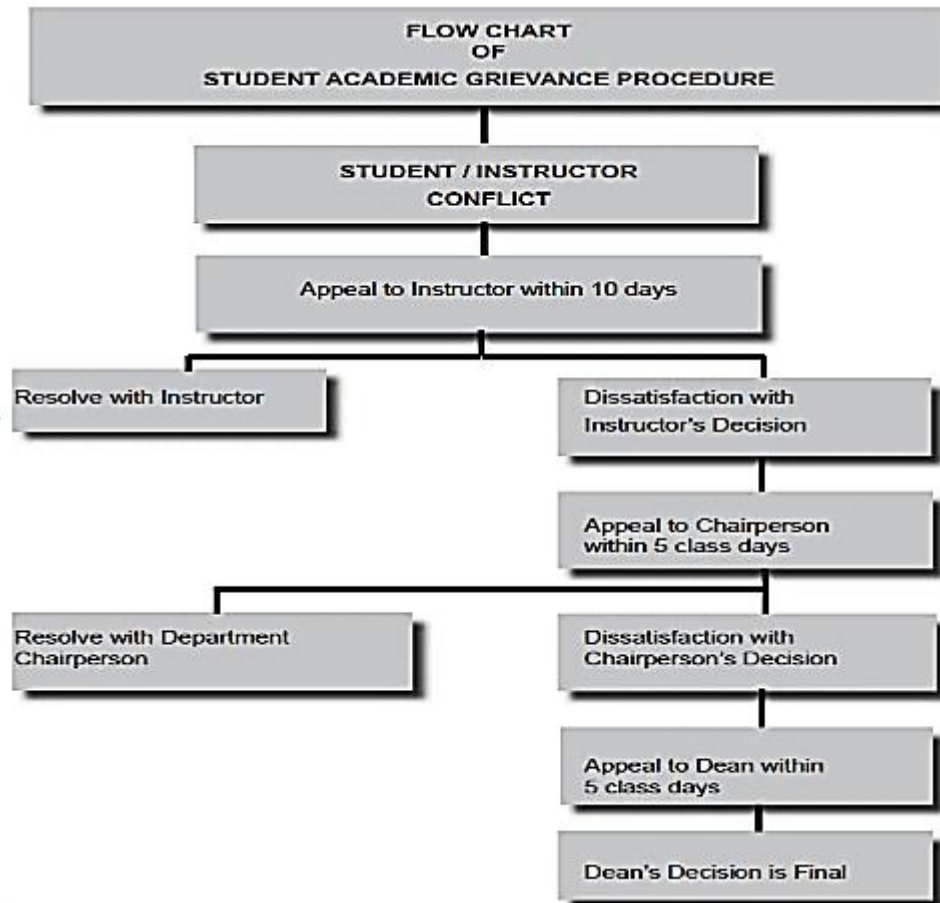 FLOW CHART
OF
STUDENT ACADEMIC GRIEVANCE PROCEDURE
STUDENT / INSTRUCTOR
CONFLICT
Appeal to Instructor within 10 days
Resolve with Instructor
Dissatisfaction with
Instructor's Decision
Appeal to Chairperson
within 5 class days
Resolve with Department
Chairperson
Dissatisfaction with
Chairperson's Decision
Appeal to Dean within
5 class days
Dean's Decision is Final